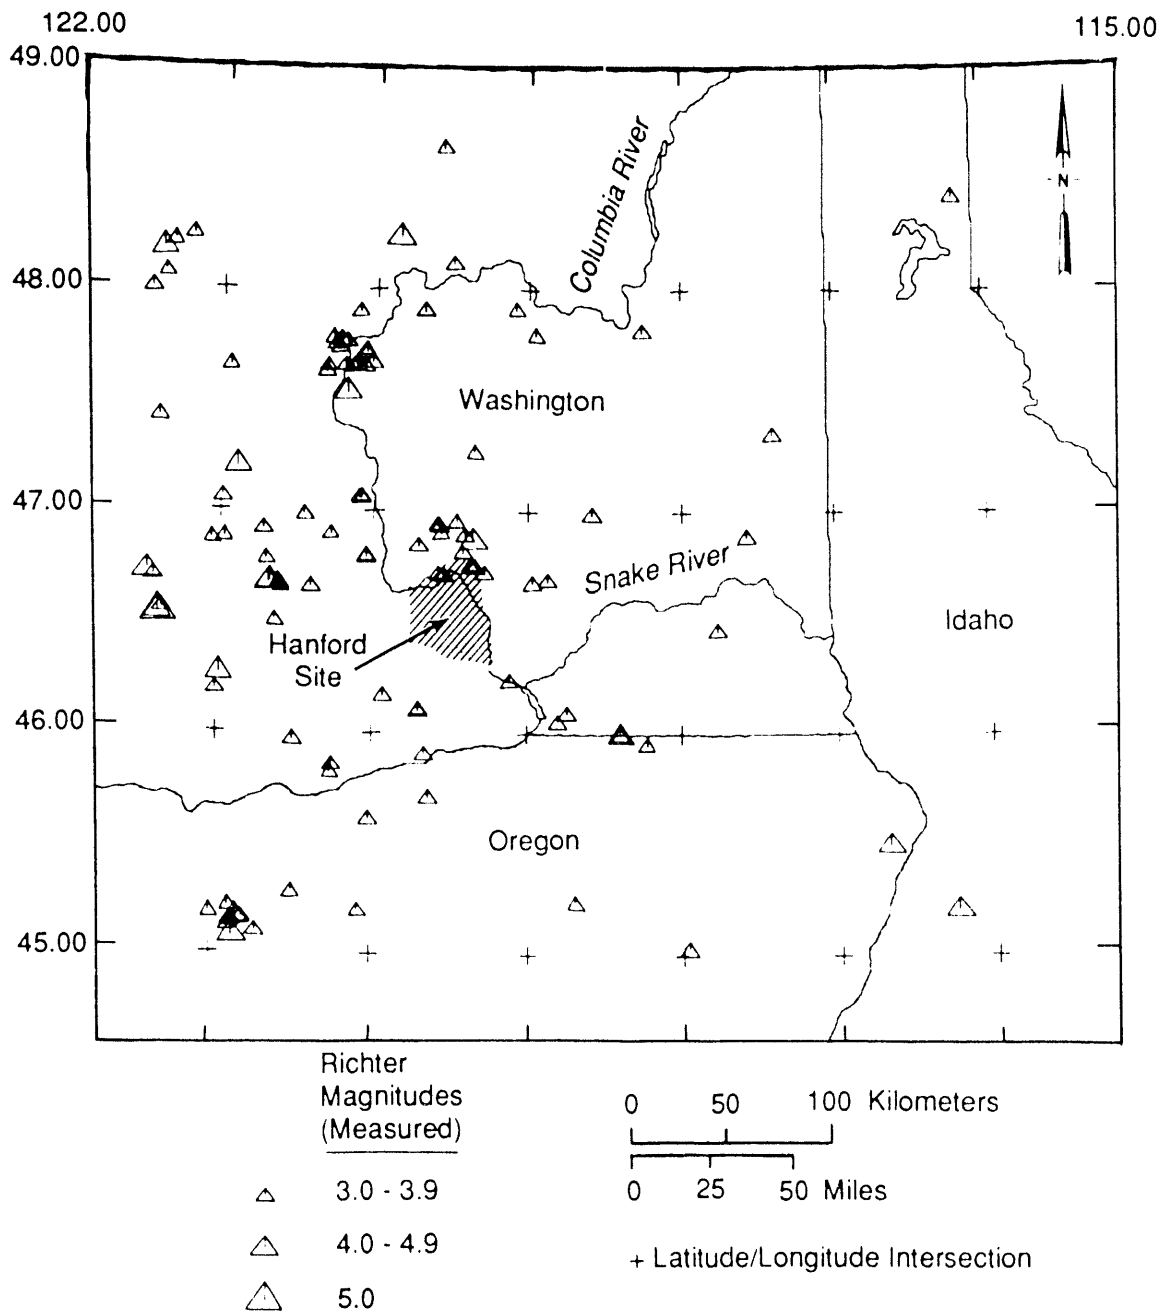 122.00
115.00
49.00
48.00
47.00
46.00
45.00
Columbia River
N
Washington
Snake River
Idaho
Hanford
Site
Oregon
Richter
Magnitudes
(Measured)
3.0 - 3.9
4.0 - 4.9
5.0
0 50 100 Kilometers
0 25 50 Miles
+ Latitude/Longitude Intersection